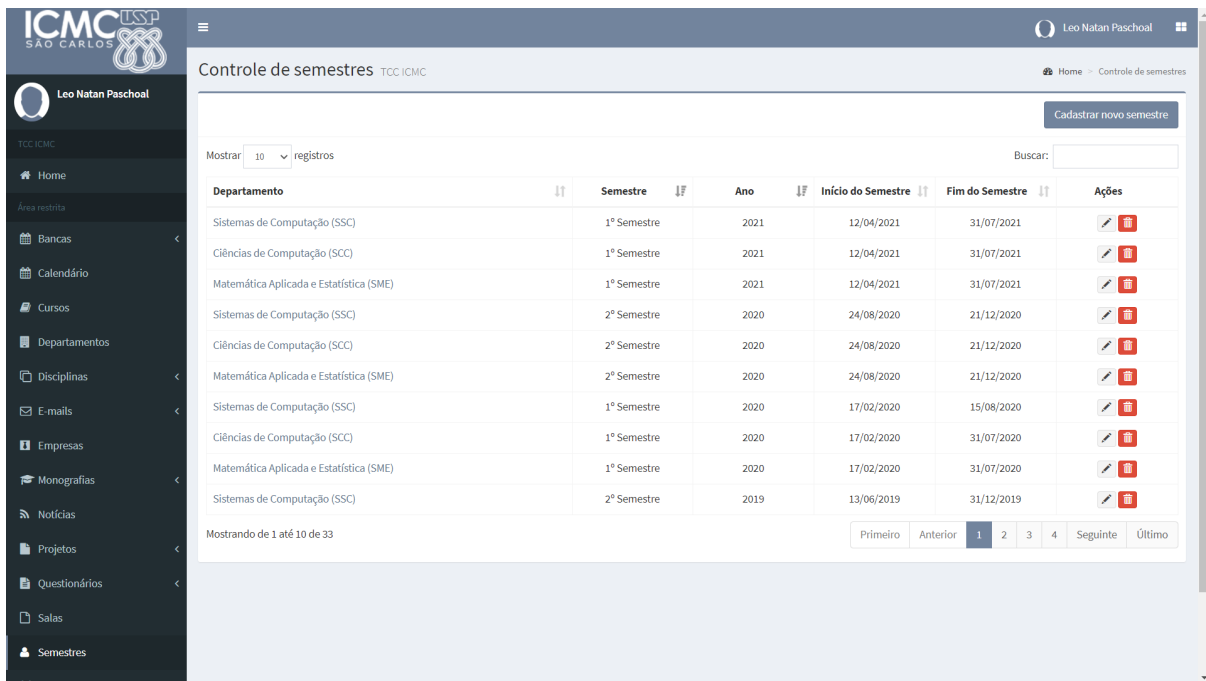 ICMC USP
SÃO CARLOS
Leo Natan Paschoal
Controle de semestres TCC ICMC
Home > Controle de semestres
Leo Natan Paschoal
TCC ICMC
Home
Área restrita
Bancas
Calendário
Cursos
Departamentos
Disciplinas
E-mails
Empresas
Monografias
Notícias
Projetos
Questionários
Salas
Semestres
Cadastrar novo semestre
Mostrar 10 registros Buscar:
Departamento Semestre Ano Início do Semestre Fim do Semestre Ações
Sistemas de Computação (SSC) 1º Semestre 2021 12/04/2021 31/07/2021
Ciências de Computação (SCC) 1º Semestre 2021 12/04/2021 31/07/2021
Matemática Aplicada e Estatística (SME) 1º Semestre 2021 12/04/2021 31/07/2021
Sistemas de Computação (SSC) 2º Semestre 2020 24/08/2020 21/12/2020
Ciências de Computação (SCC) 2º Semestre 2020 24/08/2020 21/12/2020
Matemática Aplicada e Estatística (SME) 2º Semestre 2020 24/08/2020 21/12/2020
Sistemas de Computação (SSC) 1º Semestre 2020 17/02/2020 15/08/2020
Ciências de Computação (SCC) 1º Semestre 2020 17/02/2020 31/07/2020
Matemática Aplicada e Estatística (SME) 1º Semestre 2020 17/02/2020 31/07/2020
Sistemas de Computação (SSC) 2º Semestre 2019 13/06/2019 31/12/2019
Mostrando de 1 até 10 de 33 Primeiro Anterior 1 2 3 4 Seguinte Último